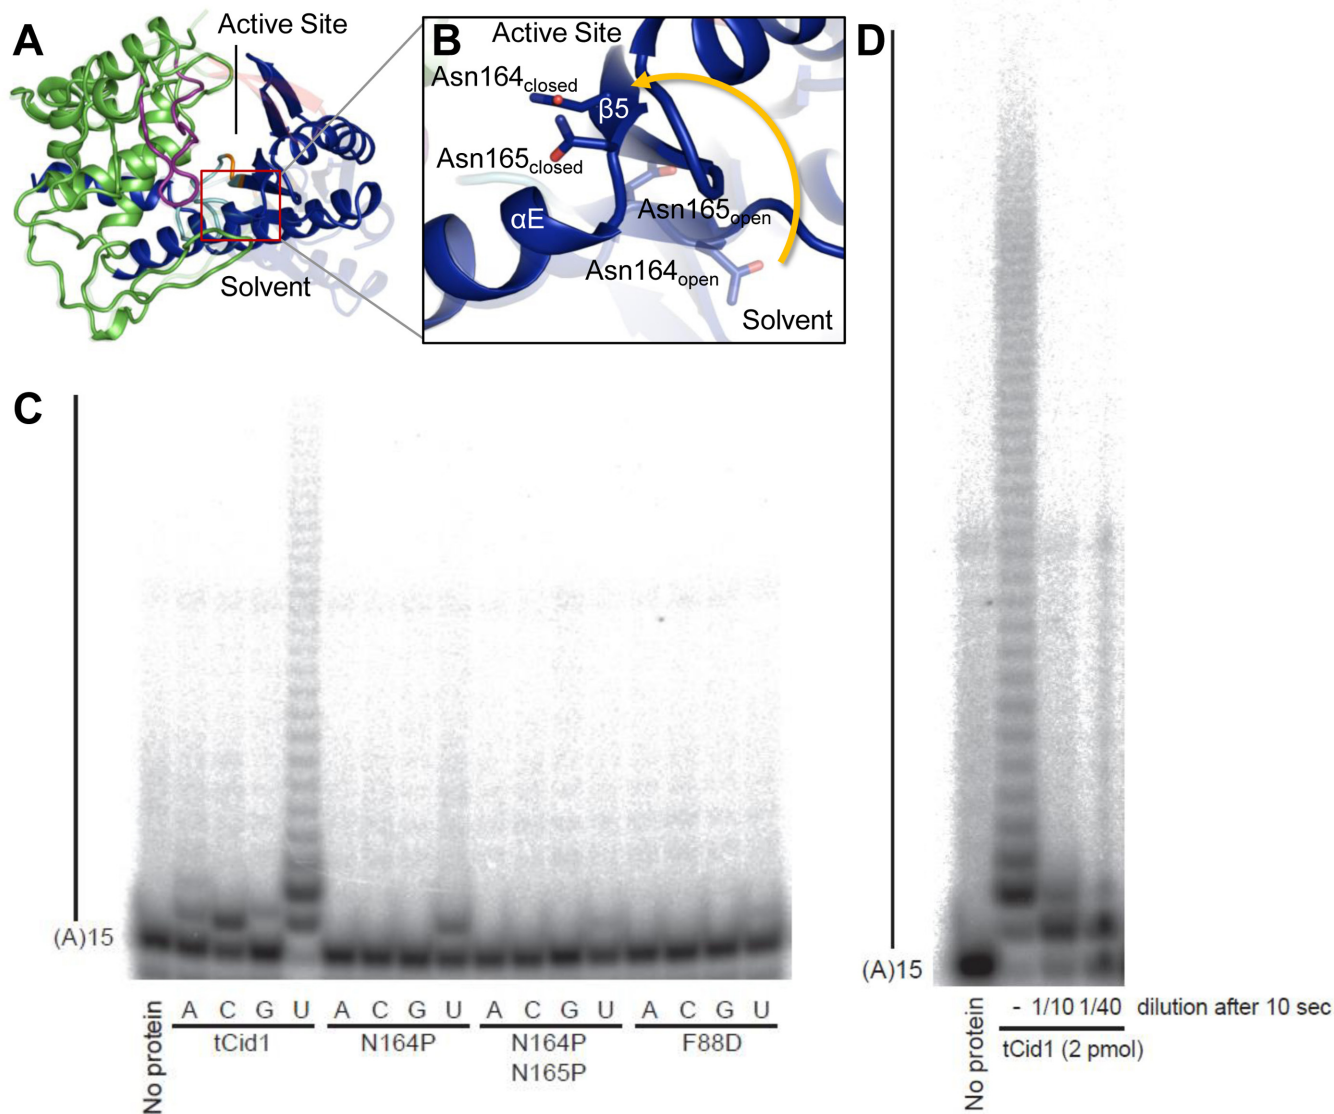 A
Active Site
Solvent
B
Active Site
Asn164closed
β5
Asn165closed
αE
Asn165open
Asn164open
Solvent
C
(A)15
No protein
A C G U A C G U A C G U A C G U
tCid1 N164P N164P F88D
N165P
D
(A)15
No protein
- 1/10 1/40 dilution after 10 sec
tCid1 (2 pmol)